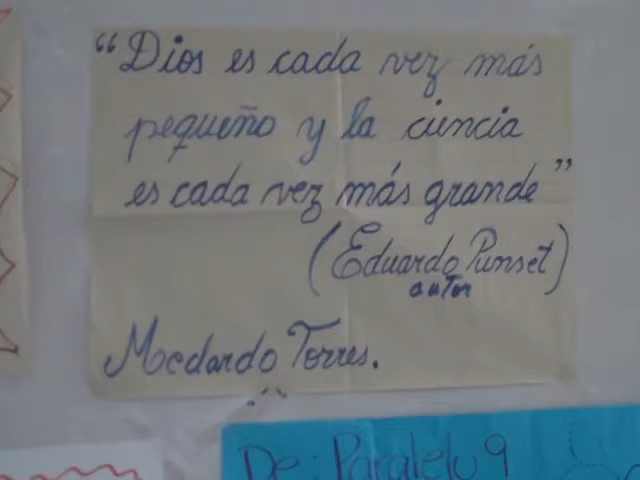 “Dios es cada vez más
pequeño y la ciencia
es cada vez más grande”
(Eduardo Punset)
autor
Medardo Torres.
De: Paralelo 9